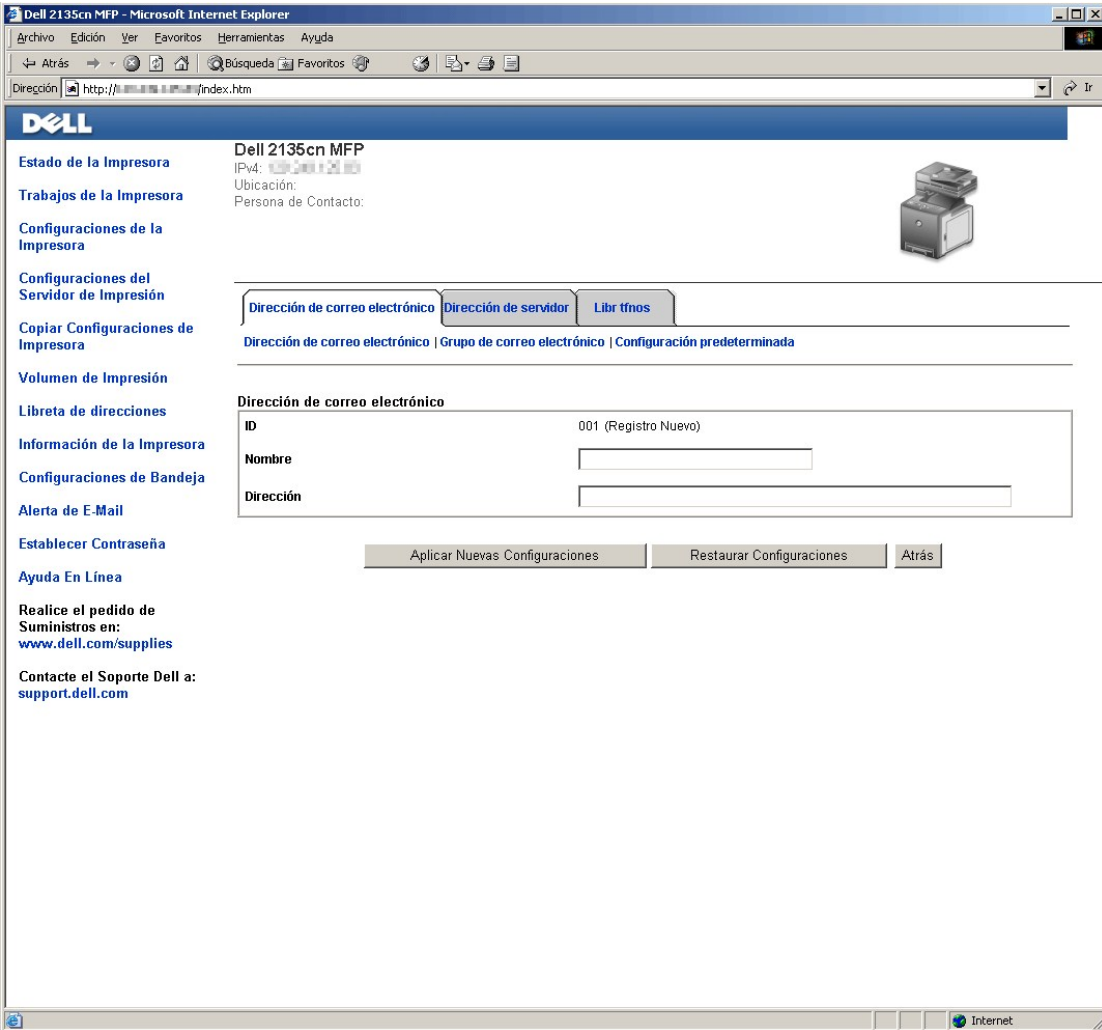 Dell 2135cn MFP - Microsoft Internet Explorer
Archivo Edición Ver Favoritos Herramientas Ayuda
Atrás Búsqueda Favoritos
Dirección http:// /index.htm Ir
DELL
Estado de la Impresora
Trabajos de la Impresora
Configuraciones de la
Impresora
Configuraciones del
Servidor de Impresión
Copiar Configuraciones de
Impresora
Volumen de Impresión
Libreta de direcciones
Información de la Impresora
Configuraciones de Bandeja
Alerta de E-Mail
Establecer Contraseña
Ayuda En Línea
Realice el pedido de
Suministros en:
www.dell.com/supplies
Contacte el Soporte Dell a:
support.dell.com
Dell 2135cn MFP
IPv4:
Ubicación:
Persona de Contacto:
Dirección de correo electrónico Dirección de servidor Libr tfnos
Dirección de correo electrónico | Grupo de correo electrónico | Configuración predeterminada
Dirección de correo electrónico
ID 001 (Registro Nuevo)
Nombre
Dirección
Aplicar Nuevas Configuraciones Restaurar Configuraciones Atrás
Internet